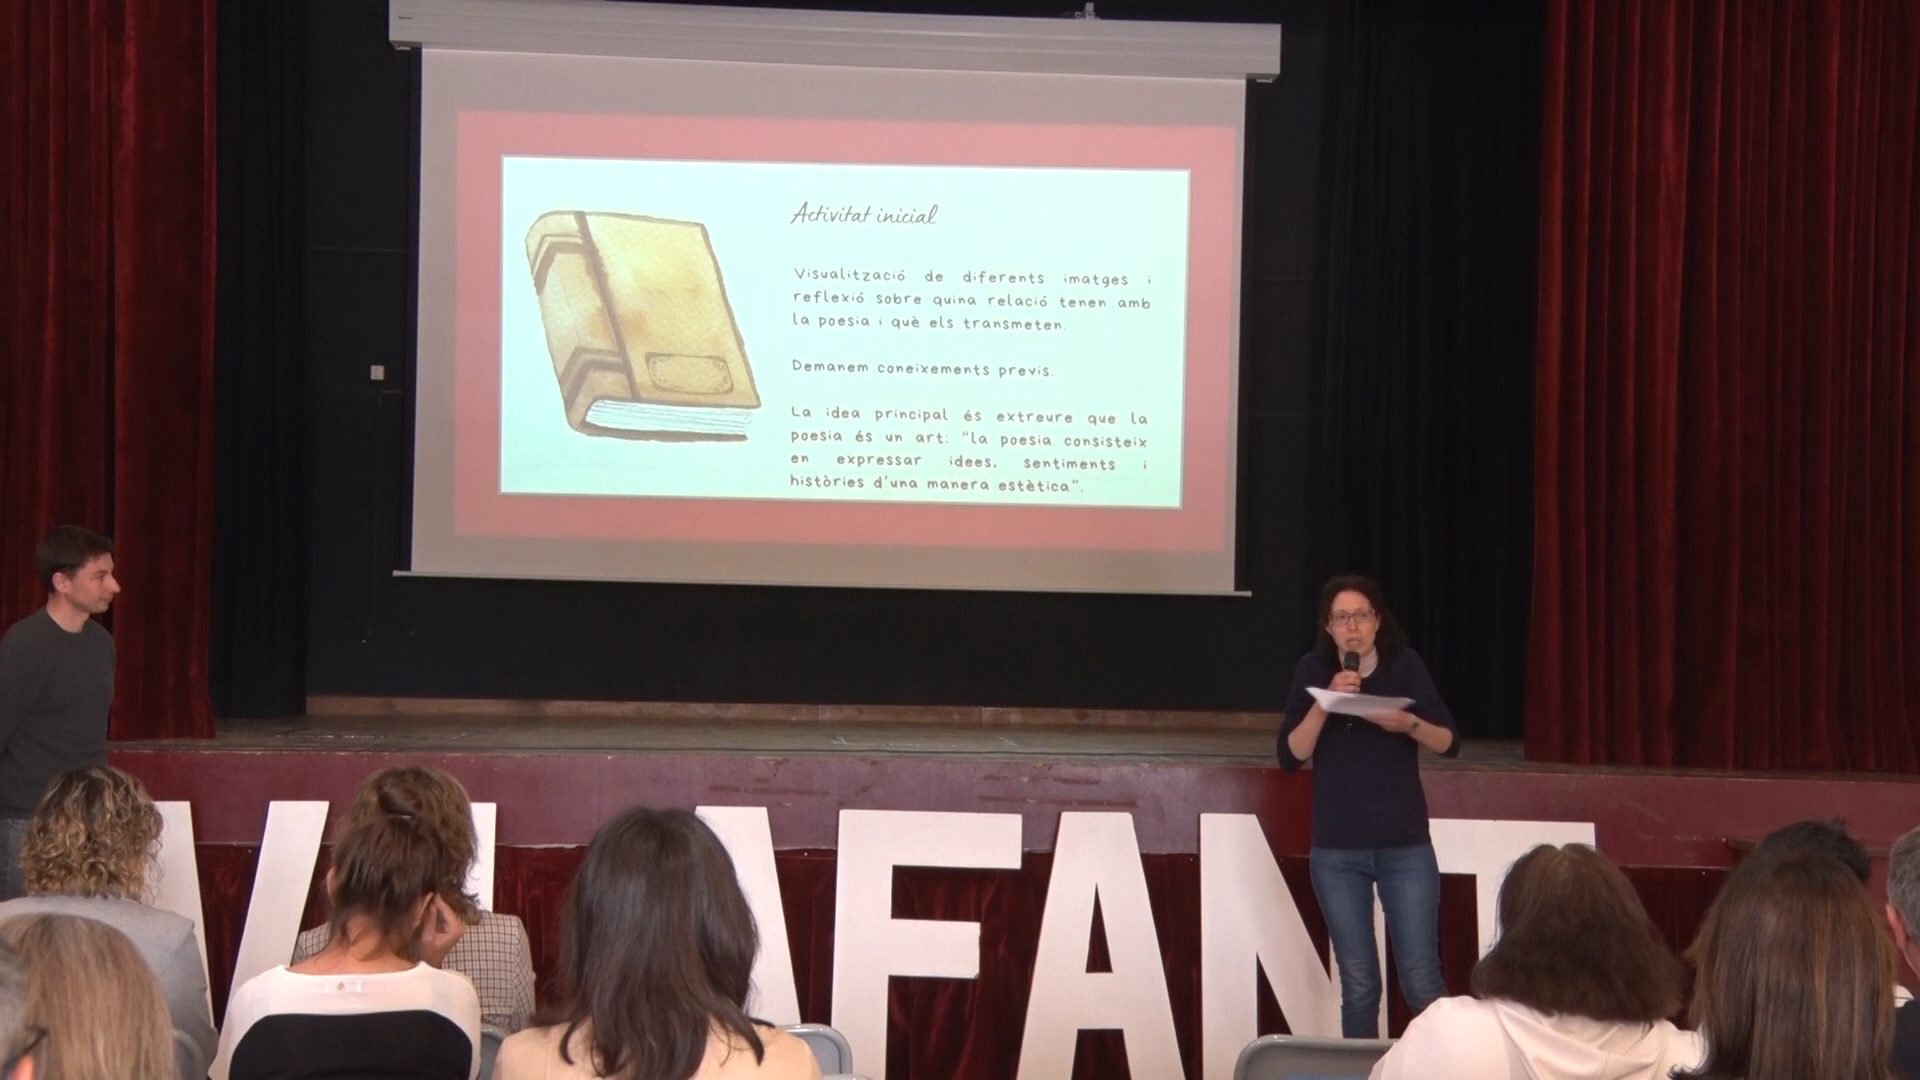 Activitat inicial
Visualització de diferents imatges i
reflexió sobre quina relació tenen amb
la poesia i què els transmeten.
Demanem coneixements previs.
La idea principal és extreure que la
poesia és un art: "la poesia consisteix
en expressar idees, sentiments i
històries d'una manera estètica".
VILAFANT